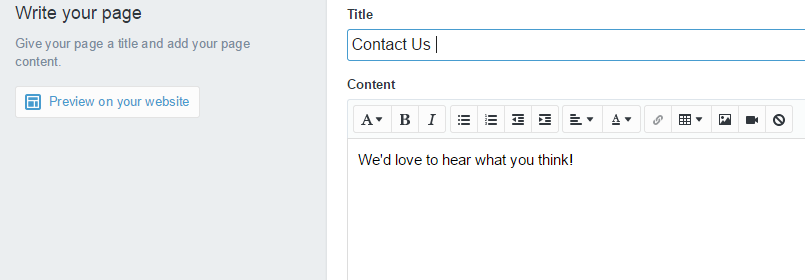 Write your page
Give your page a title and add your page
content.
Preview on your website
Title
Contact Us
Content
A B I A
We'd love to hear what you think!